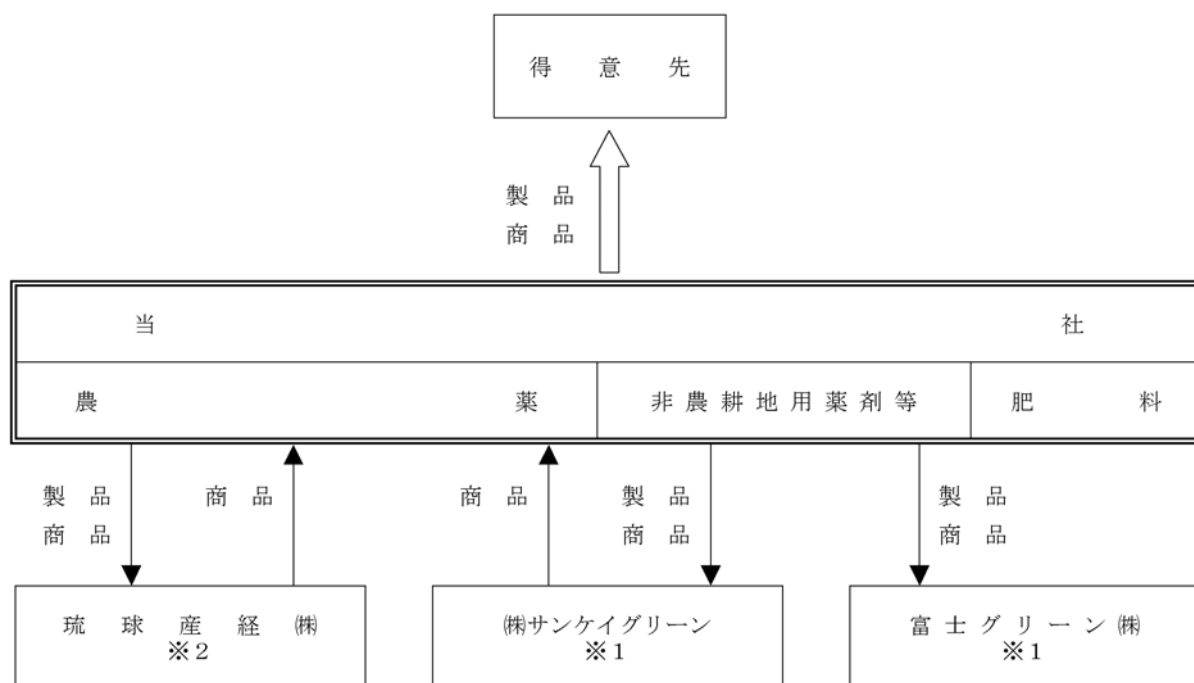 得意先
製品
商品
当社
農薬 非農耕地用薬剤等 肥料
製品 商品 商品 製品 製品
商品 商品 商品
琉球産経㈱ ㈱サンケイグリーン 富士グリーン㈱
※2 ※1 ※1